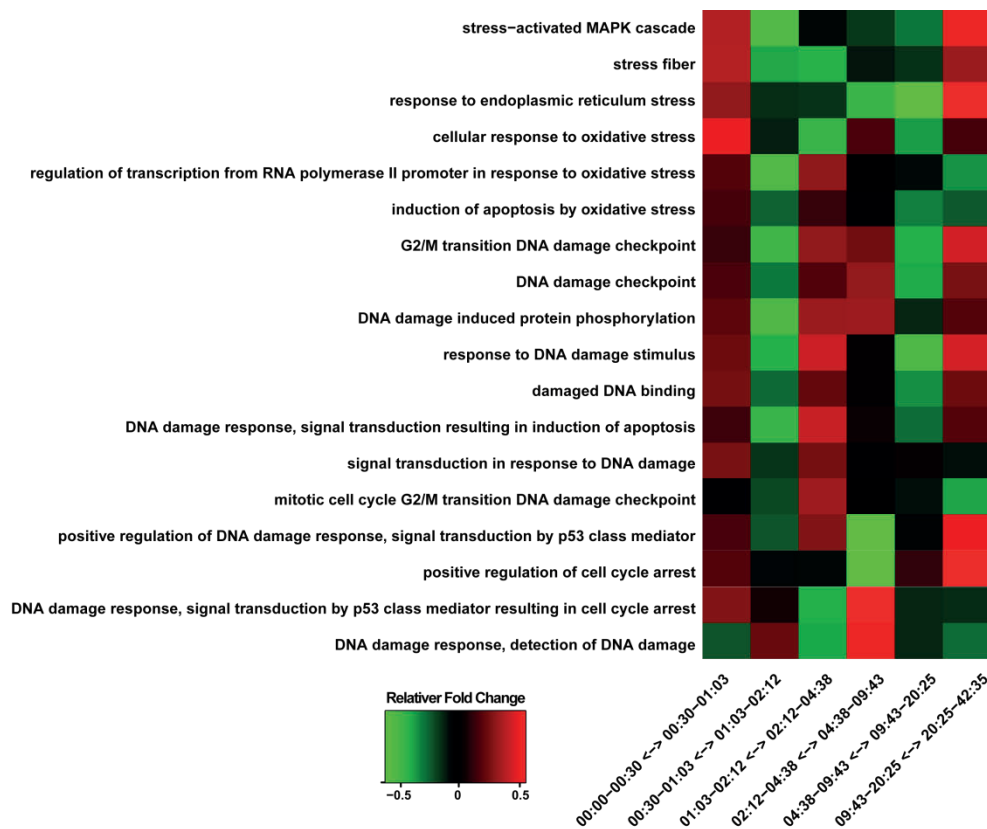 stress−activated MAPK cascade
stress fiber
response to endoplasmic reticulum stress
cellular response to oxidative stress
regulation of transcription from RNA polymerase II promoter in response to oxidative stress
induction of apoptosis by oxidative stress
G2/M transition DNA damage checkpoint
DNA damage checkpoint
DNA damage induced protein phosphorylation
response to DNA damage stimulus
damaged DNA binding
DNA damage response, signal transduction resulting in induction of apoptosis
signal transduction in response to DNA damage
mitotic cell cycle G2/M transition DNA damage checkpoint
positive regulation of DNA damage response, signal transduction by p53 class mediator
positive regulation of cell cycle arrest
DNA damage response, signal transduction by p53 class mediator resulting in cell cycle arrest
DNA damage response, detection of DNA damage
00:00−00:30 <−> 00:30−01:03
00:30−01:03 <−> 01:03−02:12
01:03−02:12 <−> 02:12−04:38
02:12−04:38 <−> 04:38−09:43
04:38−09:43 <−> 09:43−20:25
09:43−20:25 <−> 20:25−42:35
Relativer Fold Change
−0.5 0 0.5